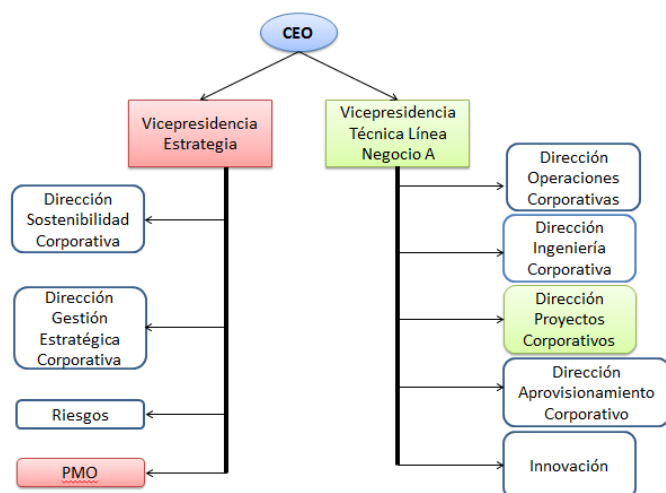 CEO
Vicepresidencia
Estrategia
Vicepresidencia
Técnica Línea
Negocio A
Dirección
Sostenibilidad
Corporativa
Dirección
Gestión
Estratégica
Corporativa
Riesgos
PMO
Dirección
Operaciones
Corporativas
Dirección
Ingeniería
Corporativa
Dirección
Proyectos
Corporativos
Dirección
Aprovisionamiento
Corporativo
Innovación